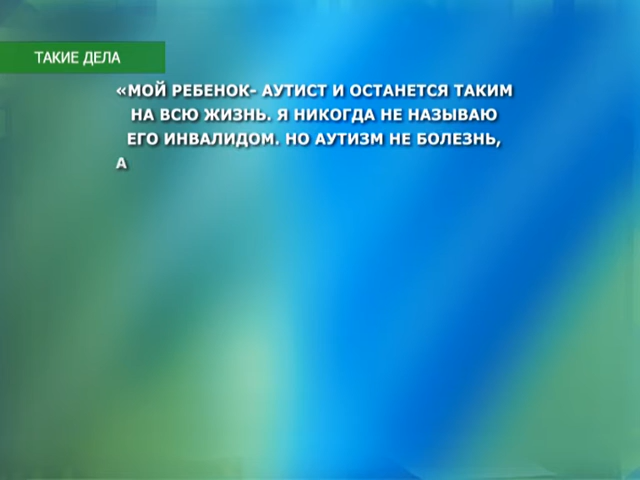 ТАКИЕ ДЕЛА
«МОЙ РЕБЕНОК- АУТИСТ И ОСТАНЕТСЯ ТАКИМ
НА ВСЮ ЖИЗНЬ. Я НИКОГДА НЕ НАЗЫВАЮ
ЕГО ИНВАЛИДОМ. НО АУТИЗМ НЕ БОЛЕЗНЬ,
А